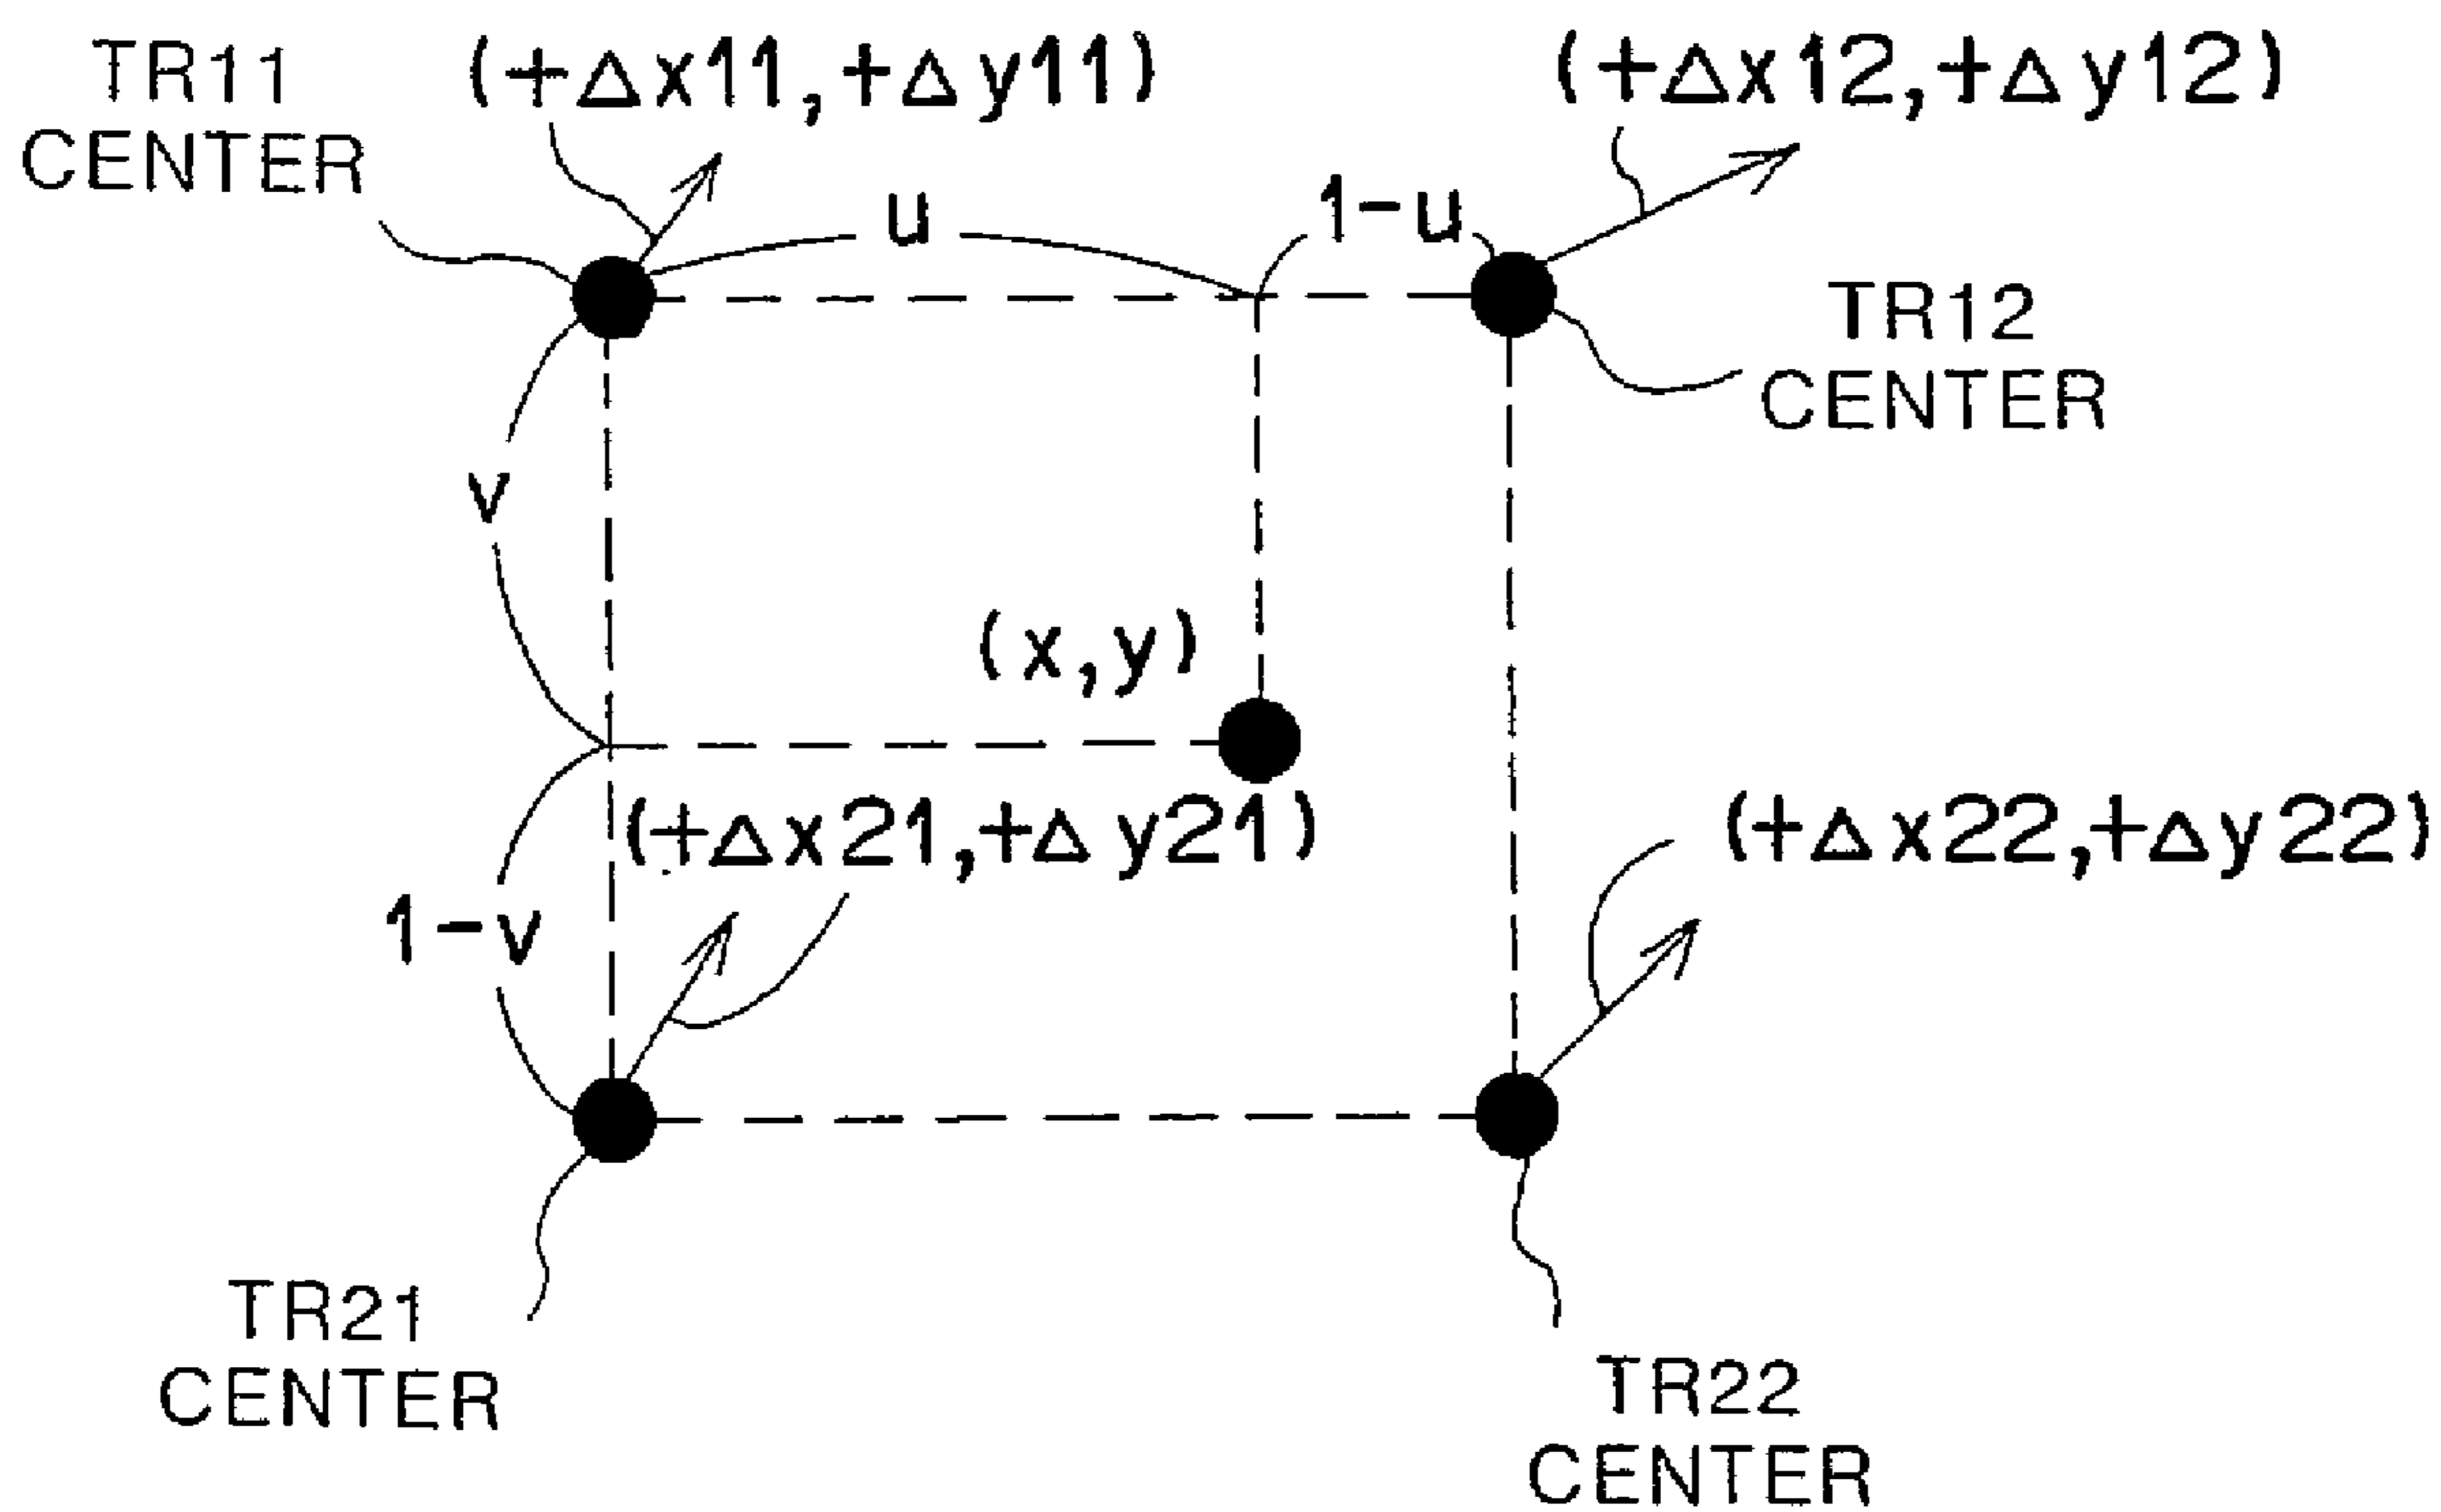 TR11
CENTER
(+Δx11,+Δy11)
(+Δx12,+Δy12)
u
1-u
TR12
CENTER
v
(x,y)
(+Δx21,+Δy21)
(+Δx22,+Δy22)
1-v
TR21
CENTER
TR22
CENTER